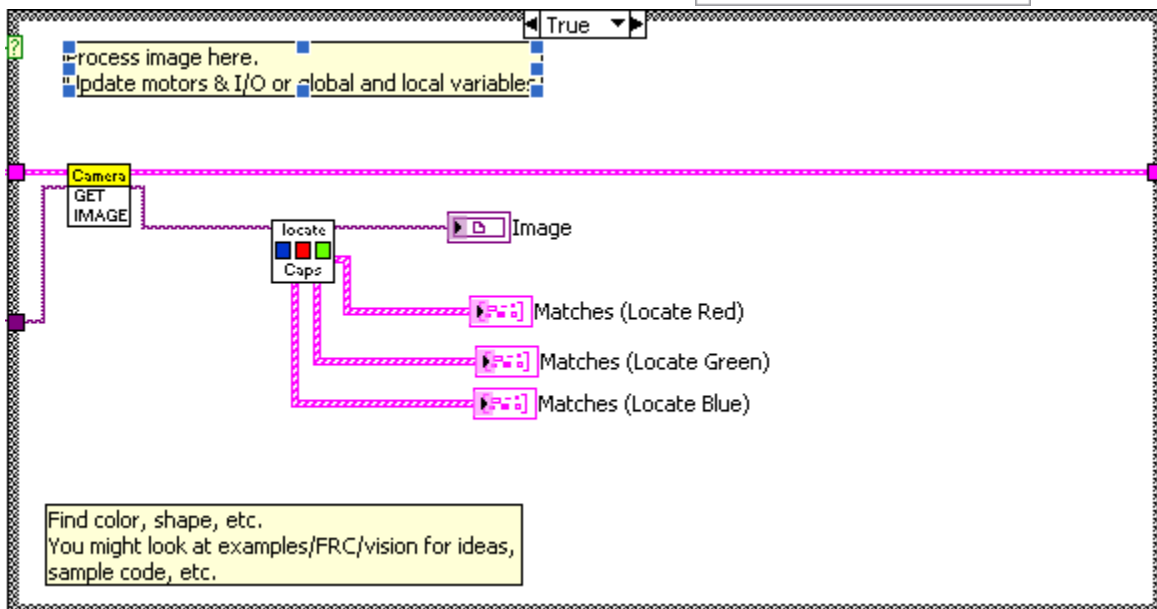 True
?
Process image here.
Update motors & I/O or global and local variables
Camera
GET
IMAGE
locate
Caps
Image
Matches (Locate Red)
Matches (Locate Green)
Matches (Locate Blue)
Find color, shape, etc.
You might look at examples/FRC/vision for ideas,
sample code, etc.